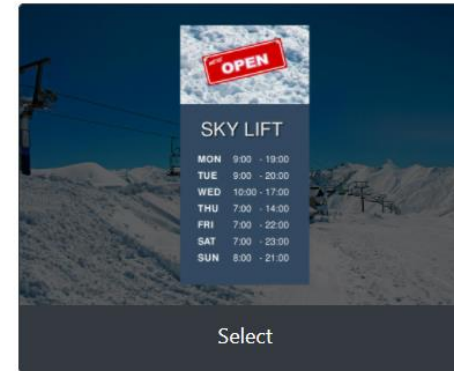 NOW OPEN
SKY LIFT
MON 9:00 - 19:00
TUE 9:00 - 20:00
WED 10:00 - 17:00
THU 7:00 - 14:00
FRI 7:00 - 22:00
SAT 7:00 - 23:00
SUN 8:00 - 21:00
Select